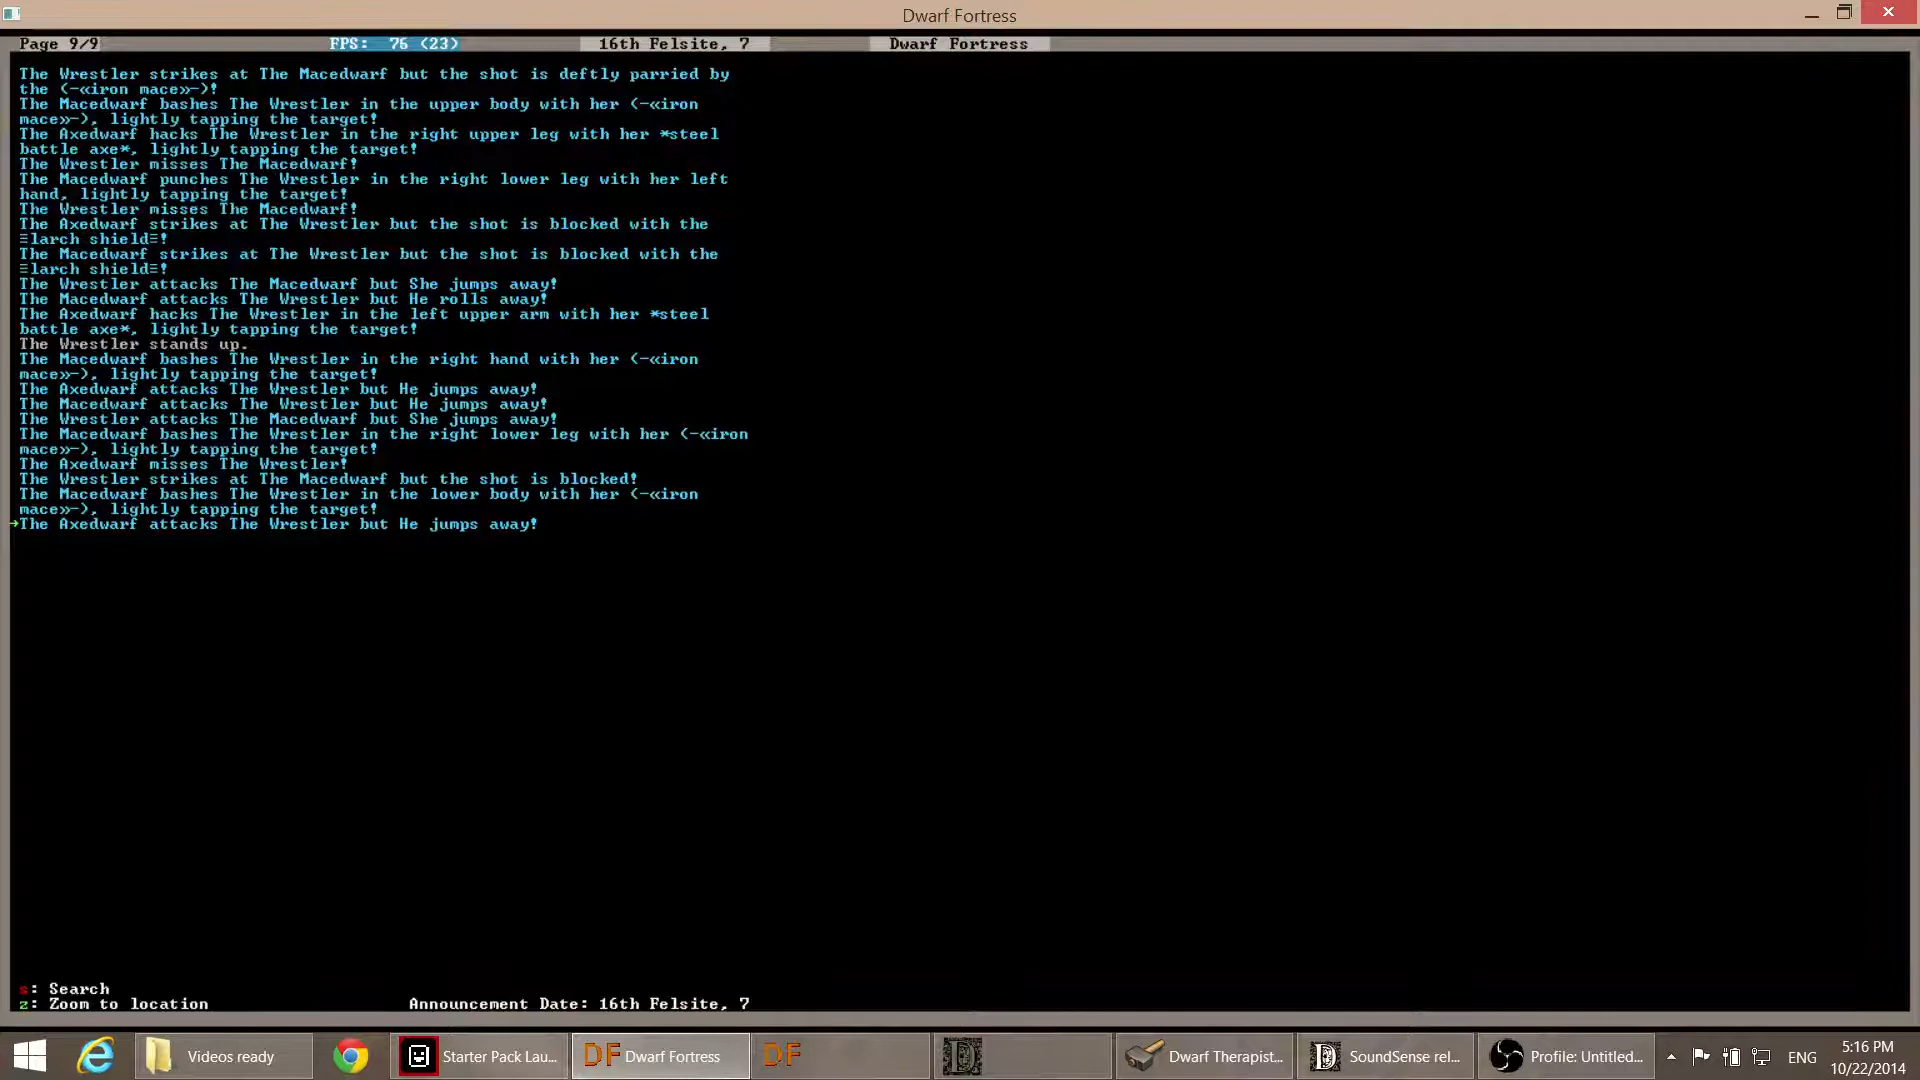 Dwarf Fortress
Page 9/9 FPS: 76 (23) 16th Felsite, 7 Dwarf Fortress
The Wrestler strikes at The Macedwarf but the shot is deftly parried by
the (-«iron mace»-)!
The Macedwarf bashes The Wrestler in the upper body with her (-«iron
mace»-), lightly tapping the target!
The Axedwarf hacks The Wrestler in the right upper leg with her *steel
battle axe*, lightly tapping the target!
The Wrestler misses The Macedwarf!
The Macedwarf punches The Wrestler in the right lower leg with her left
hand, lightly tapping the target!
The Wrestler misses The Macedwarf!
The Axedwarf strikes at The Wrestler but the shot is blocked with the
≡larch shield≡!
The Macedwarf strikes at The Wrestler but the shot is blocked with the
≡larch shield≡!
The Wrestler attacks The Macedwarf but She jumps away!
The Macedwarf attacks The Wrestler but He rolls away!
The Axedwarf hacks The Wrestler in the left upper arm with her *steel
battle axe*, lightly tapping the target!
The Wrestler stands up.
The Macedwarf bashes The Wrestler in the right hand with her (-«iron
mace»-), lightly tapping the target!
The Axedwarf attacks The Wrestler but He jumps away!
The Macedwarf attacks The Wrestler but He jumps away!
The Wrestler attacks The Macedwarf but She jumps away!
The Macedwarf bashes The Wrestler in the right lower leg with her (-«iron
mace»-), lightly tapping the target!
The Axedwarf misses The Wrestler!
The Wrestler strikes at The Macedwarf but the shot is blocked!
The Macedwarf bashes The Wrestler in the lower body with her (-«iron
mace»-), lightly tapping the target!
→The Axedwarf attacks The Wrestler but He jumps away!
s: Search
z: Zoom to location Announcement Date: 16th Felsite, 7
Videos ready Starter Pack Lau... DF Dwarf Fortress DF Dwarf Therapist... SoundSense rel... Profile: Untitled... ENG 5:16 PM
10/22/2014